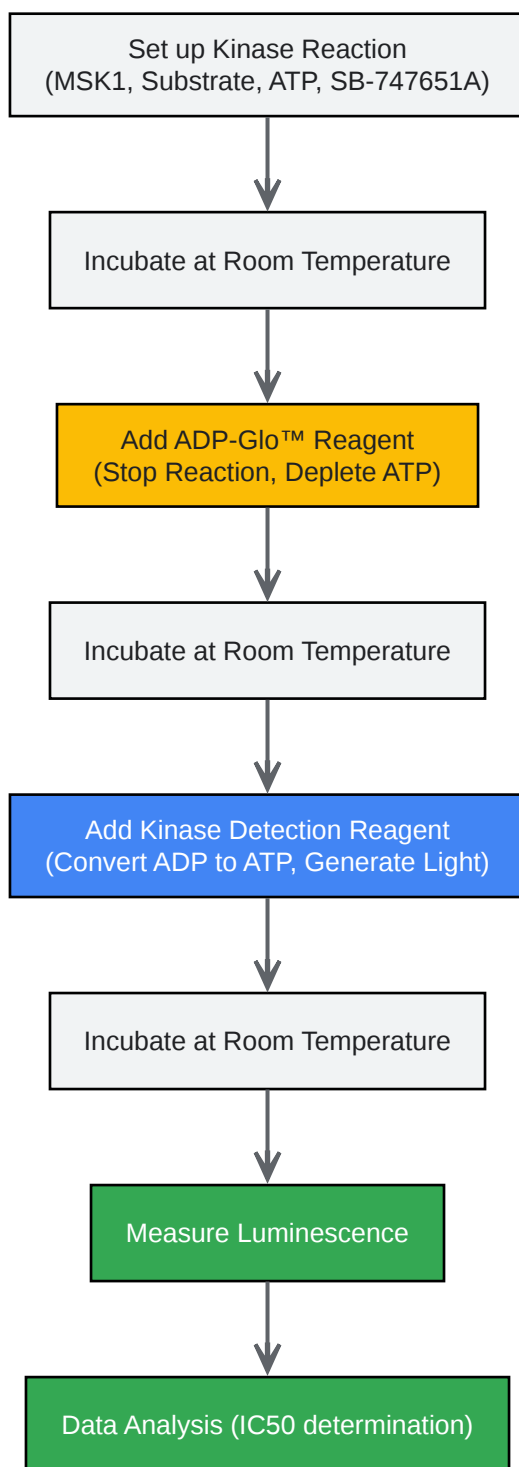 Set up Kinase Reaction
(MSK1, Substrate, ATP, SB-747651A)
Incubate at Room Temperature
Add ADP-Glo™ Reagent
(Stop Reaction, Deplete ATP)
Incubate at Room Temperature
Add Kinase Detection Reagent
(Convert ADP to ATP, Generate Light)
Incubate at Room Temperature
Measure Luminescence
Data Analysis (IC50 determination)